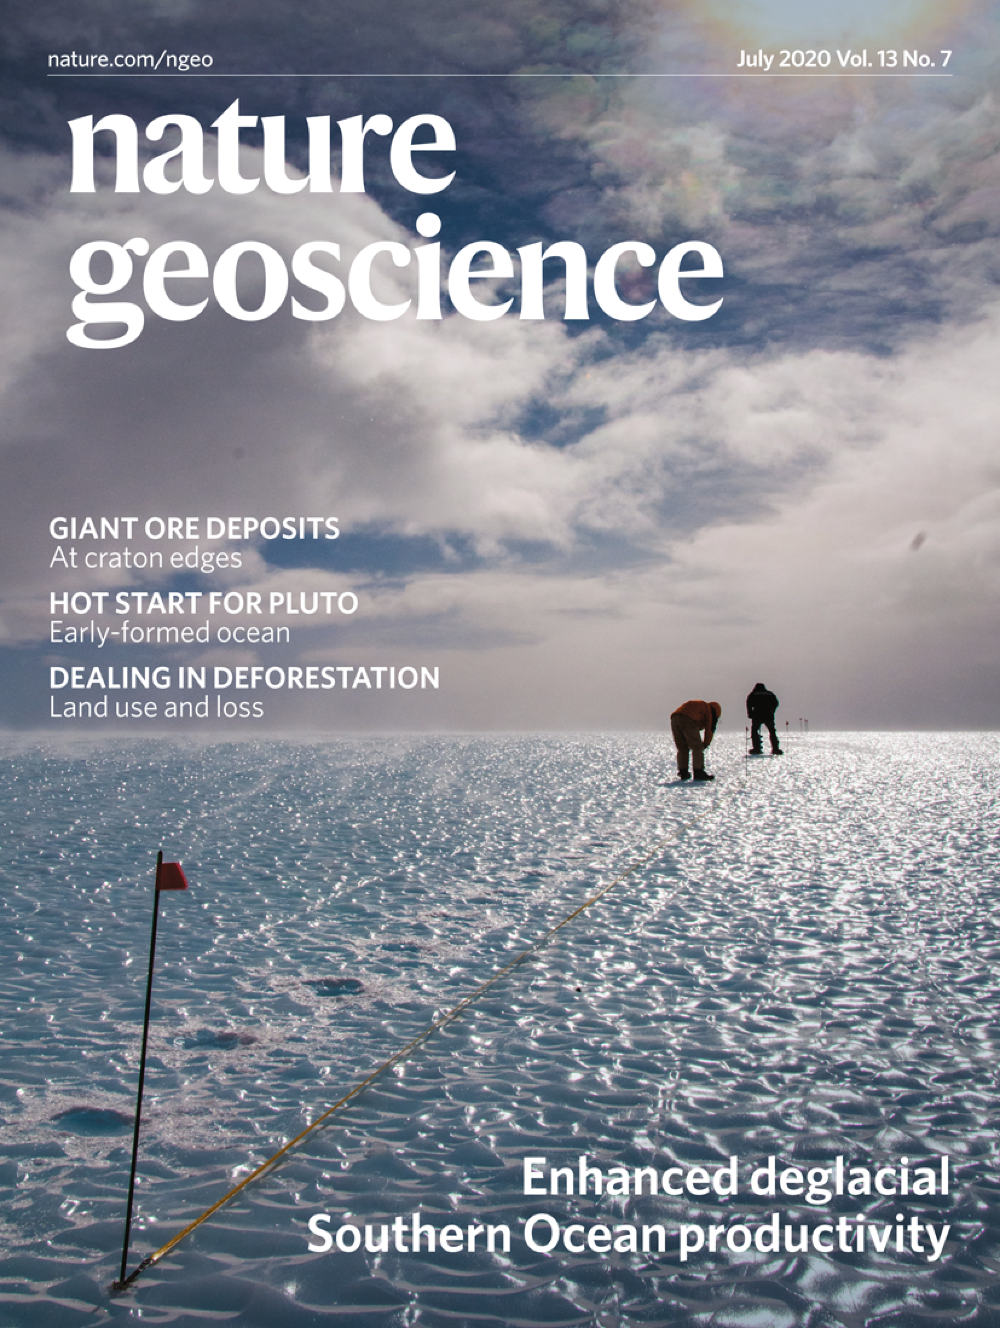 nature.com/ngeo
July 2020 Vol. 13 No. 7
nature
geoscience
GIANT ORE DEPOSITS
At craton edges
HOT START FOR PLUTO
Early-formed ocean
DEALING IN DEFORESTATION
Land use and loss
Enhanced deglacial
Southern Ocean productivity